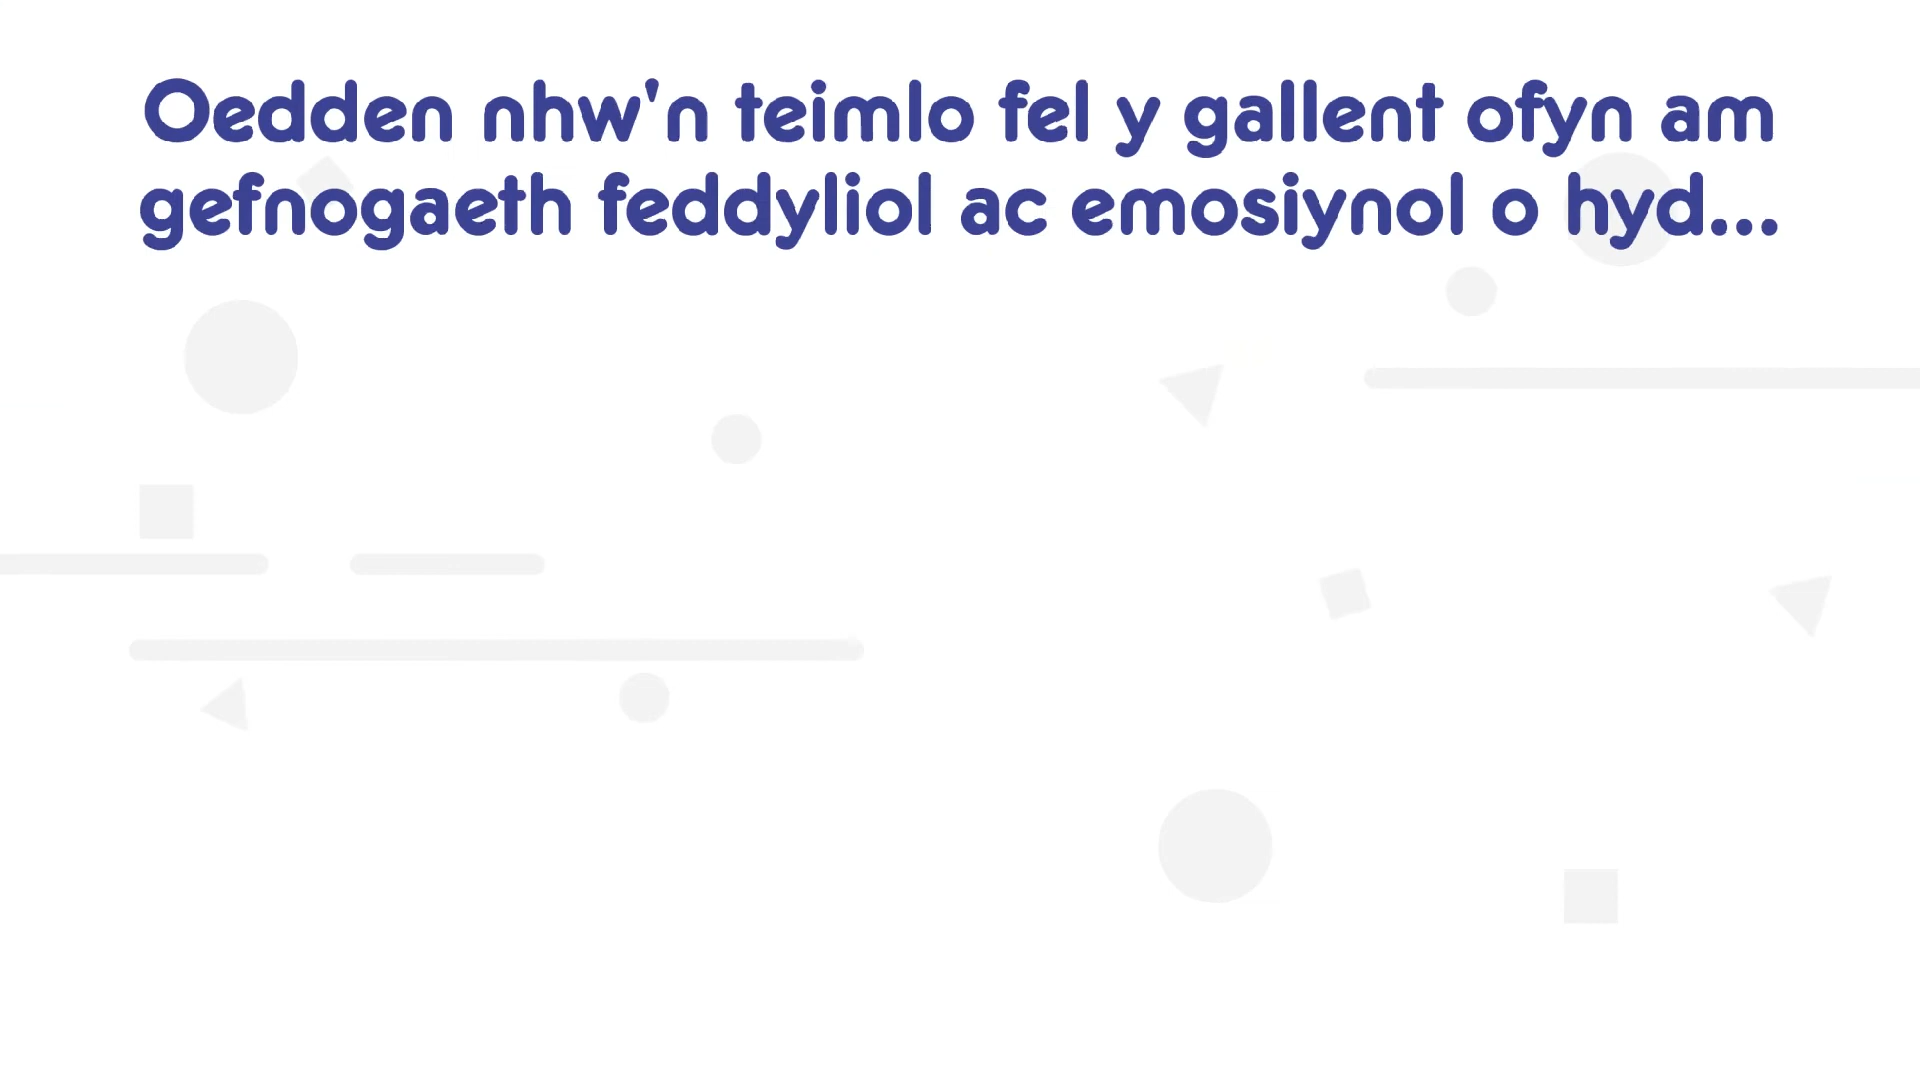 Oedden nhw'n teimlo fel y gallent ofyn am
gefnogaeth feddyliol ac emosiynol o hyd...